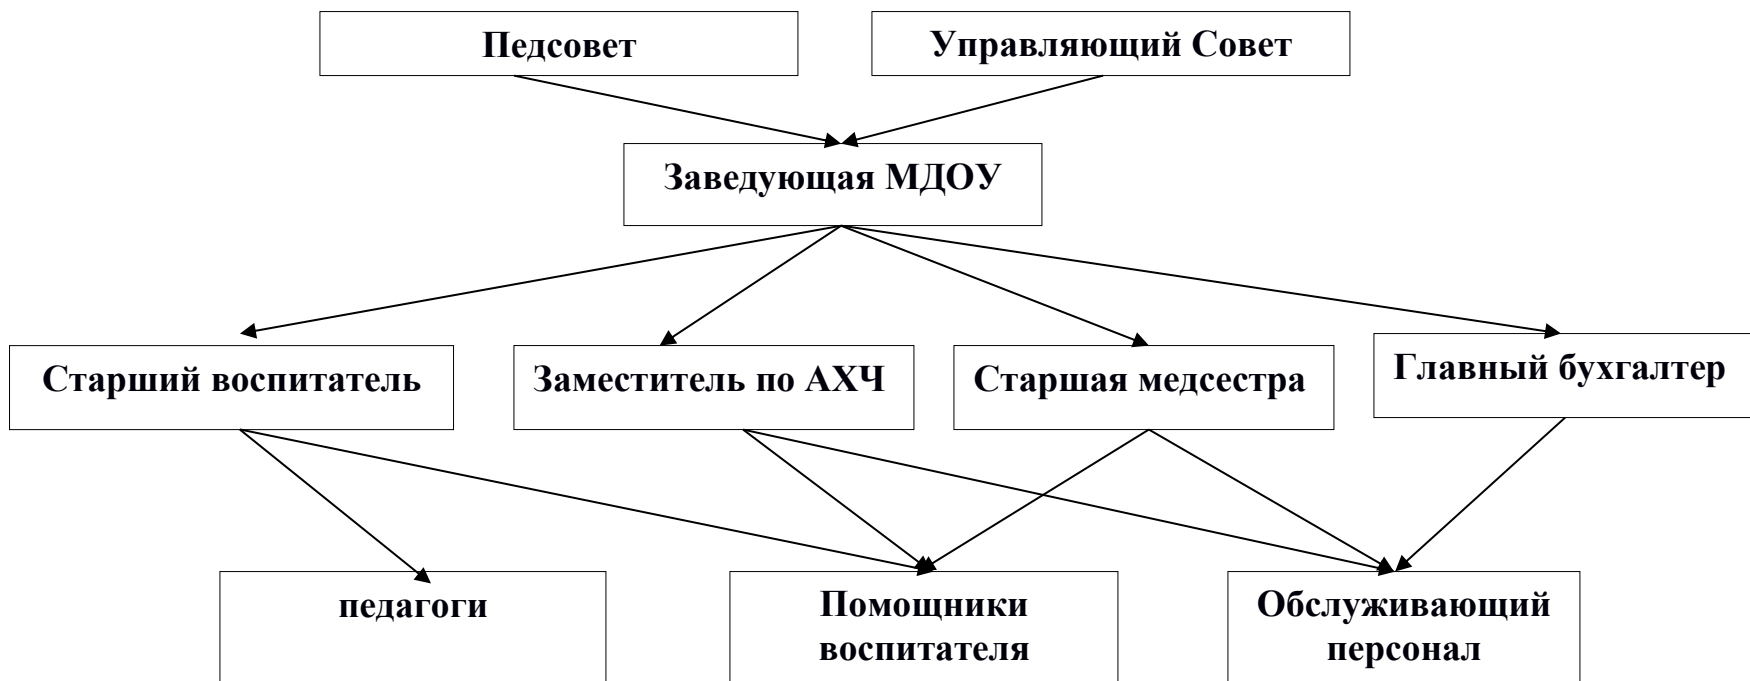 Педсовет
Управляющий Совет
Заведующая МДОУ
Старший воспитатель
Заместитель по АХЧ
Старшая медсестра
Главный бухгалтер
педагоги
Помощники
воспитателя
Обслуживающий
персонал